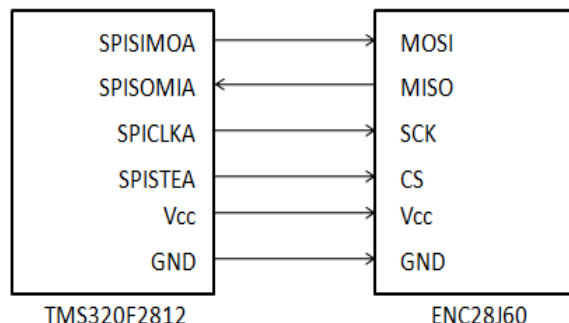 SPISIMOA MOSI
SPISOMIA MISO
SPICLKA SCK
SPISTEA CS
Vcc Vcc
GND GND
TMS320F2812 ENC28J60